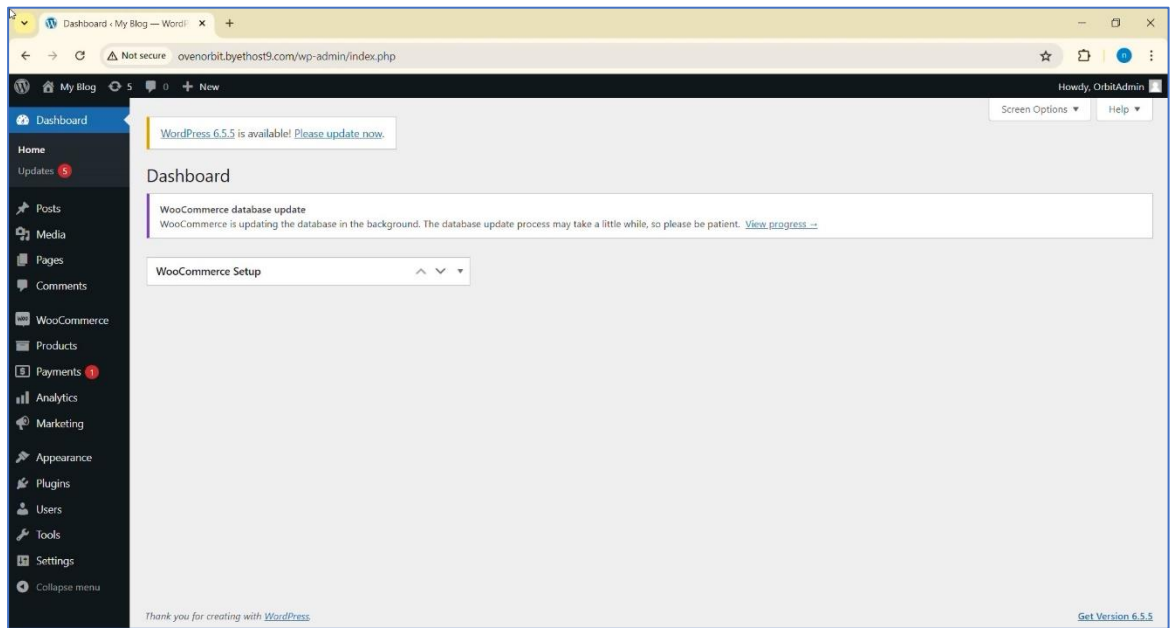 Dashboard ‹ My Blog — WordP
Not secure ovenorbit.byethost9.com/wp-admin/index.php
n
My Blog 5 0 + New
Howdy, OrbitAdmin
Screen Options ▼ Help ▼
Dashboard
Home
Updates 5
Posts
Media
Pages
Comments
WooCommerce
Products
Payments 1
Analytics
Marketing
Appearance
Plugins
Users
Tools
Settings
Collapse menu
WordPress 6.5.5 is available! Please update now.
Dashboard
WooCommerce database update
WooCommerce is updating the database in the background. The database update process may take a little while, so please be patient. View progress →
WooCommerce Setup
Thank you for creating with WordPress.
Get Version 6.5.5